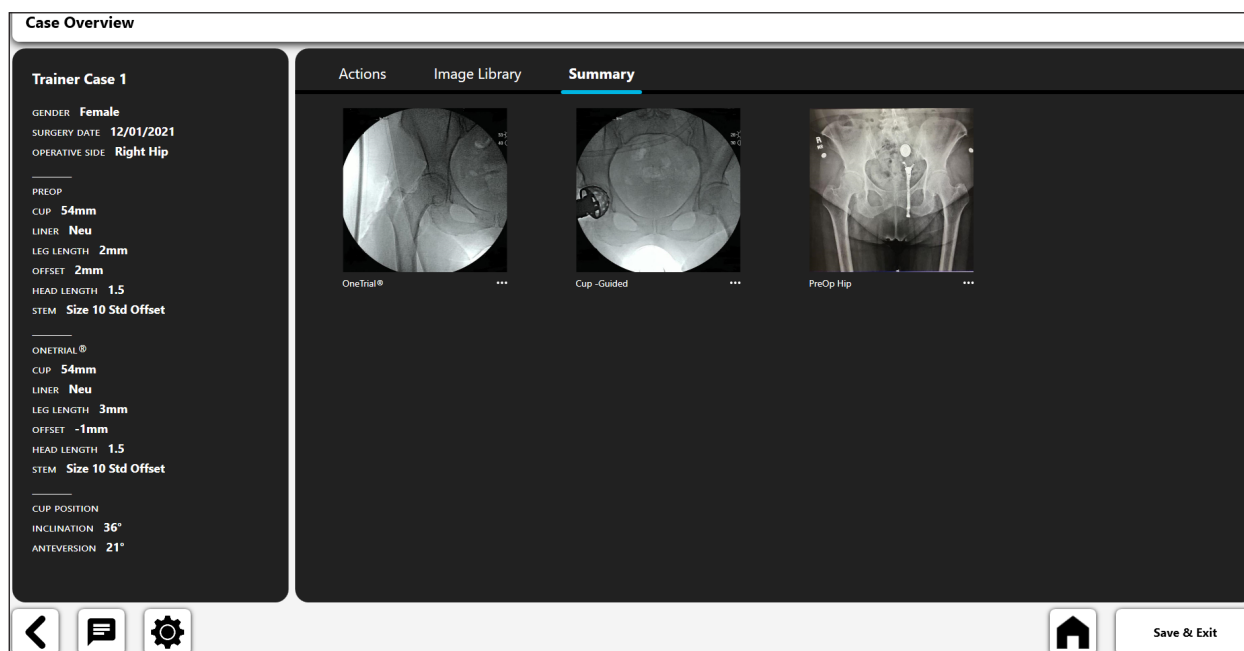 Case Overview
Trainer Case 1
GENDER Female
SURGERY DATE 12/01/2021
OPERATIVE SIDE Right Hip
PREOP
CUP 54mm
LINER Neu
LEG LENGTH 2mm
OFFSET 2mm
HEAD LENGTH 1.5
STEM Size 10 Std Offset
ONETRIAL®
CUP 54mm
LINER Neu
LEG LENGTH 3mm
OFFSET -1mm
HEAD LENGTH 1.5
STEM Size 10 Std Offset
CUP POSITION
INCLINATION 36°
ANTEVERSION 21°
Actions Image Library Summary
OneTrial® ...
Cup -Guided ...
PreOp Hip ...
Save & Exit